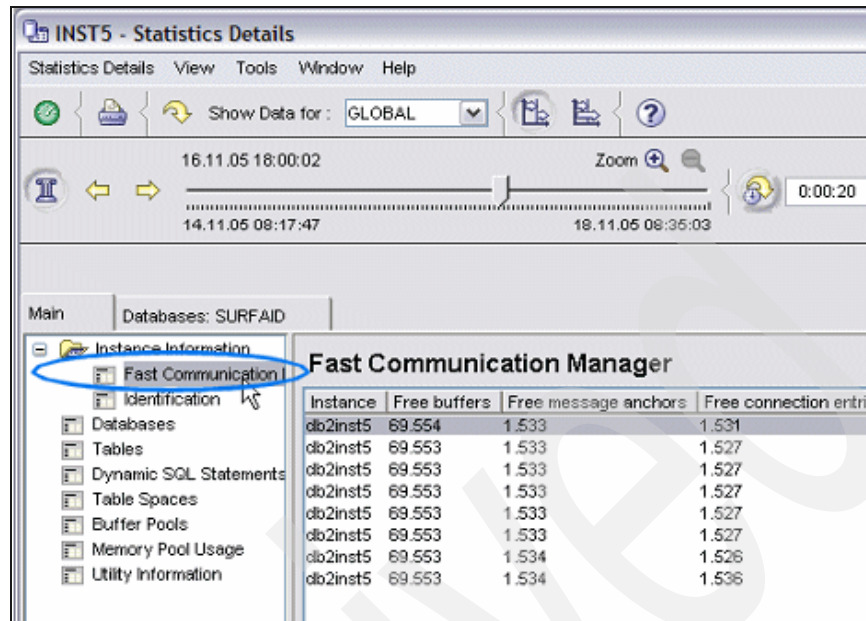 INST5 - Statistics Details
Statistics Details View Tools Window Help
Show Data for : GLOBAL
16.11.05 18:00:02 Zoom
0:00:20
14.11.05 08:17:47 18.11.05 08:35:03
Main Databases: SURFAID
Instance Information
Fast Communication
Identification
Databases
Tables
Dynamic SQL Statements
Table Spaces
Buffer Pools
Memory Pool Usage
Utility Information
Fast Communication Manager
Instance Free buffers Free message anchors Free connection entri
db2inst5 69.554 1.533 1.531
db2inst5 69.553 1.533 1.527
db2inst5 69.553 1.533 1.527
db2inst5 69.553 1.533 1.527
db2inst5 69.553 1.533 1.527
db2inst5 69.553 1.533 1.527
db2inst5 69.553 1.534 1.526
db2inst5 69.553 1.534 1.536